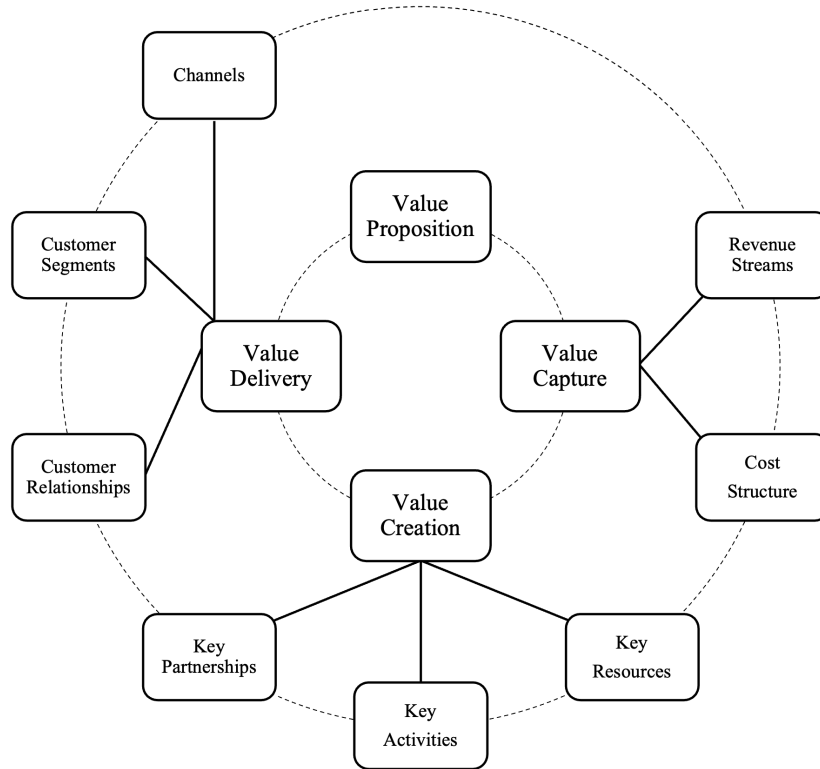 Channels
Value
Proposition
Customer
Segments
Revenue
Streams
Value
Delivery
Value
Capture
Customer
Relationships
Cost
Structure
Value
Creation
Key
Partnerships
Key
Resources
Key
Activities